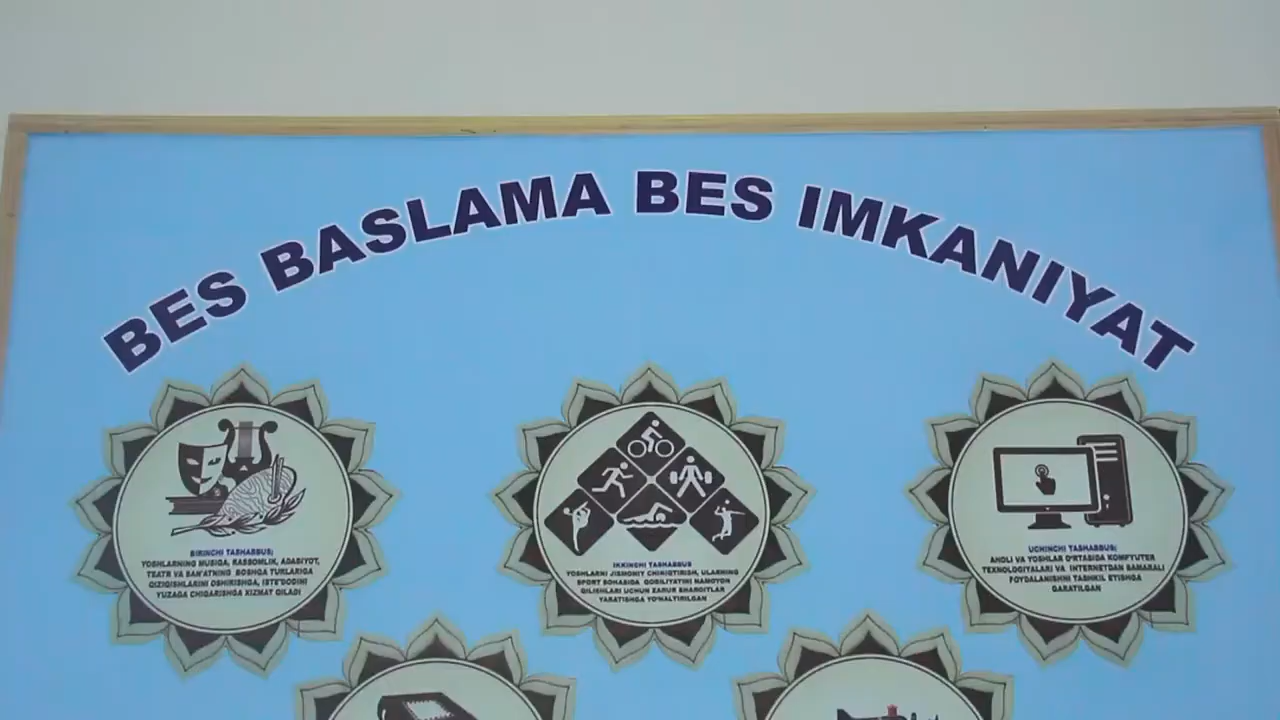 BES BASLAMA BES IMKANIYAT
BIRINCHI TASHABBUS;
YOSHLARNING MUSIQA, RASSOMLIK, ADABIYOT,
TEATR VA SAN'ATNING BOSHQA TURLARIGA
QIZIQISHLARINI OSHIRISHGA, ISTE'DODINI
YUZAGA CHIQARISHGA XIZMAT QILADI
IKKINCHI TASHABBUS
YOSHLARNI JISMONIY CHINIQTIRISH, ULARNING
SPORT SOHASIDA QOBILIYATINI NAMOYON
QILISHLARI UCHUN ZARUR SHAROITLAR
YARATISHGA YO'NALTIRILGAN
UCHINCHI TASHABBUS;
AHOLI VA YOSHLAR O'RTASIDA KOMPYUTER
TEXNOLOGIYALARI VA INTERNETDAN SAMARALI
FOYDALANISHNI TASHKIL ETISHGA
QARATILGAN